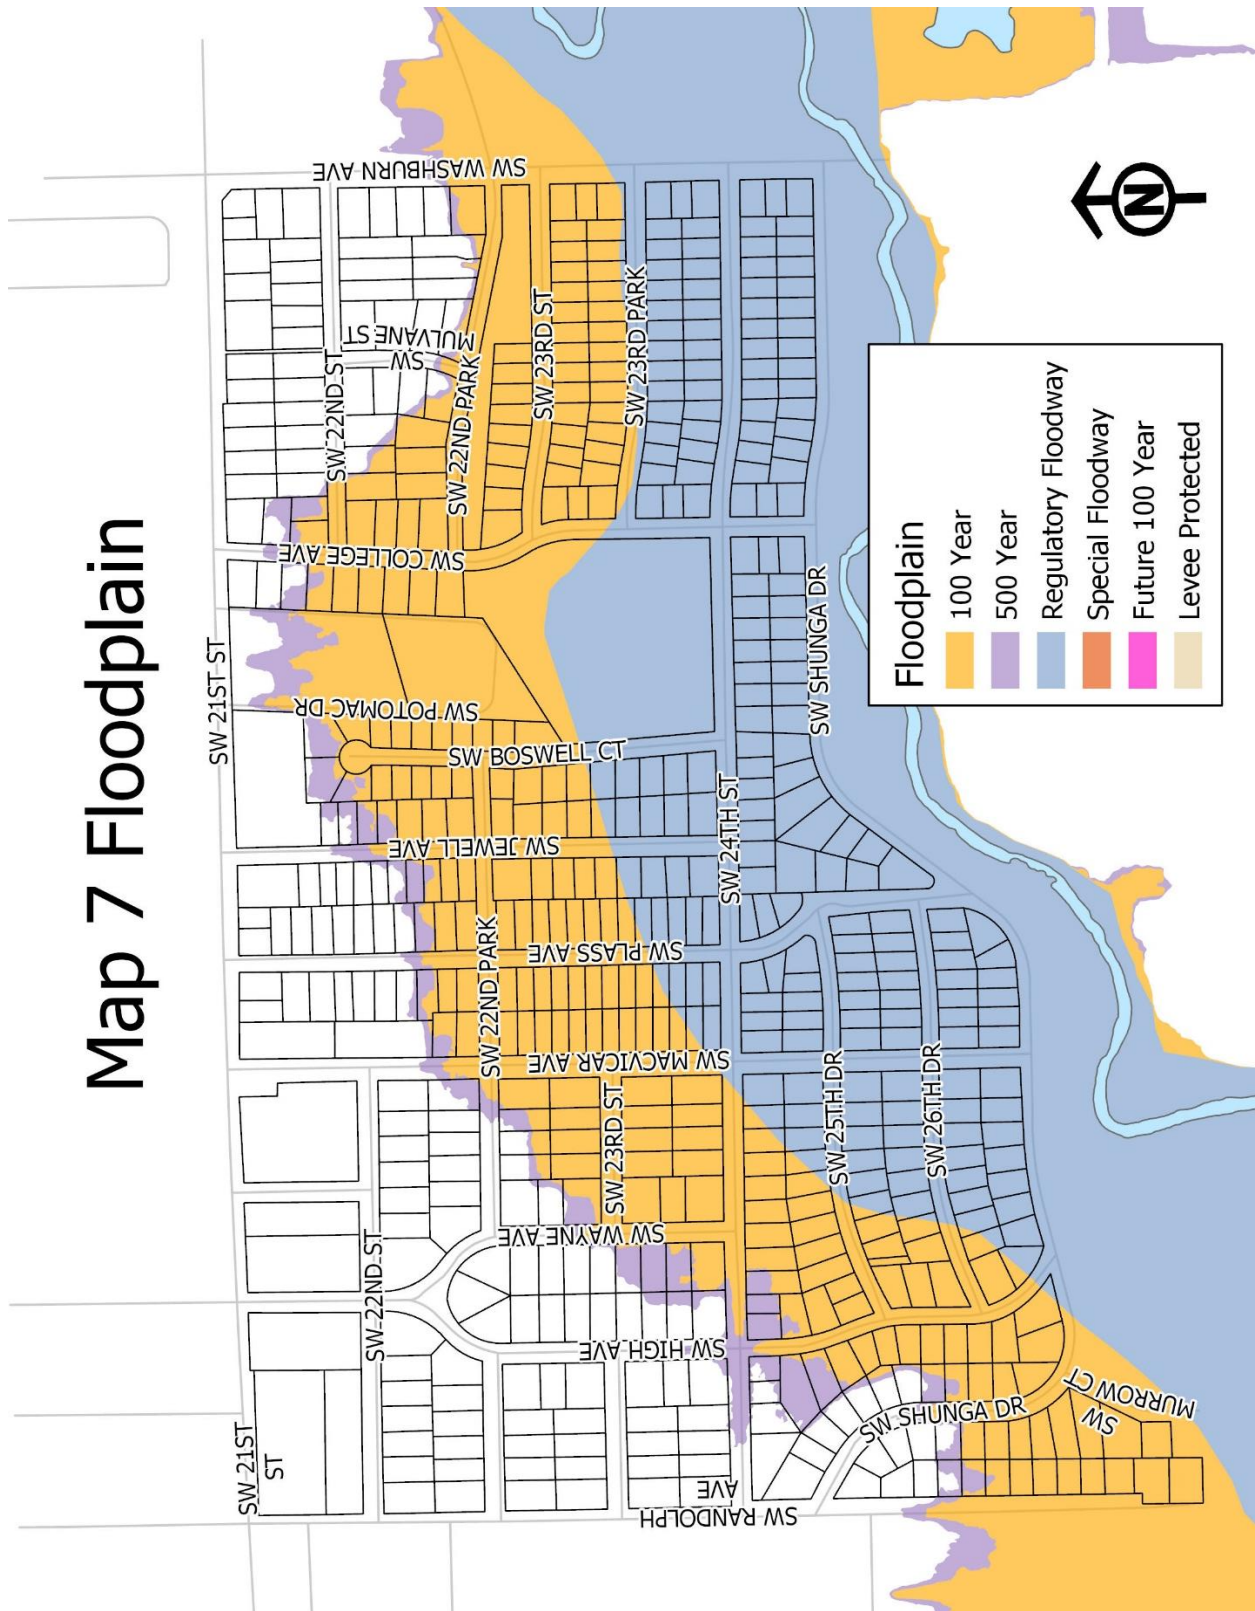 Map 7 Floodplain
SW 21ST ST
SW 21ST
ST
SW 22ND ST
SW 22ND ST
SW WASHBURN AVE
SW
MULVANE ST
SW 22ND PARK
SW 23RD ST
SW 23RD PARK
SW COLLEGE AVE
SW POTOMAC DR
SW BOSWELL CT
SW JEWELL AVE
SW PLASS AVE
SW 22ND PARK
SW MACVICAR AVE
SW 23RD ST
SW WAYNE AVE
SW HIGH AVE
SW RANDOLPH
AVE
SW 24TH ST
SW SHUNGA DR
SW 25TH DR
SW 26TH DR
SW SHUNGA DR
SW
MURROW CT
N
Floodplain
100 Year
500 Year
Regulatory Floodway
Special Floodway
Future 100 Year
Levee Protected